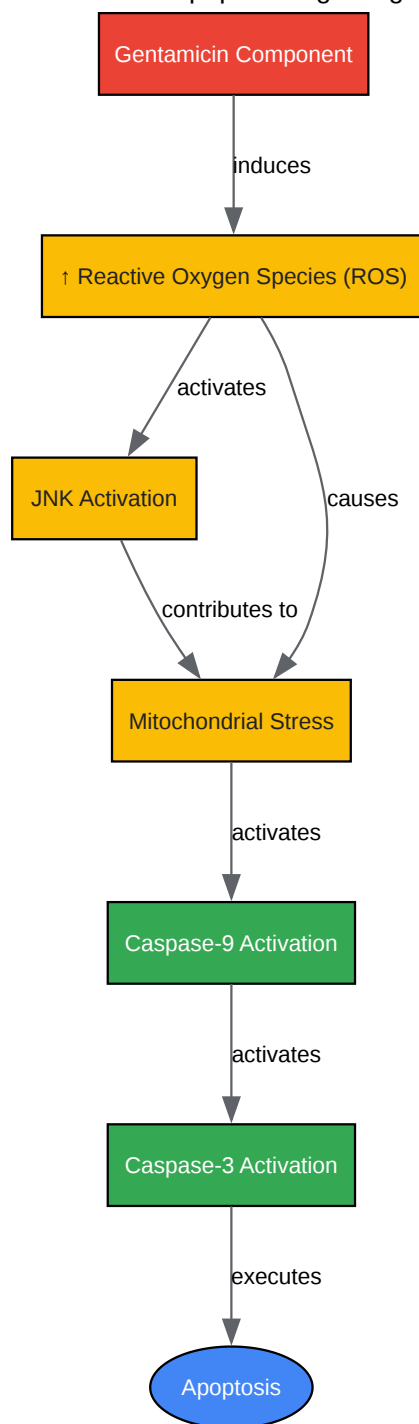 Gentamicin Component
induces
↑ Reactive Oxygen Species (ROS)
activates
causes
JNK Activation
contributes to
Mitochondrial Stress
activates
Caspase-9 Activation
activates
Caspase-3 Activation
executes
Apoptosis